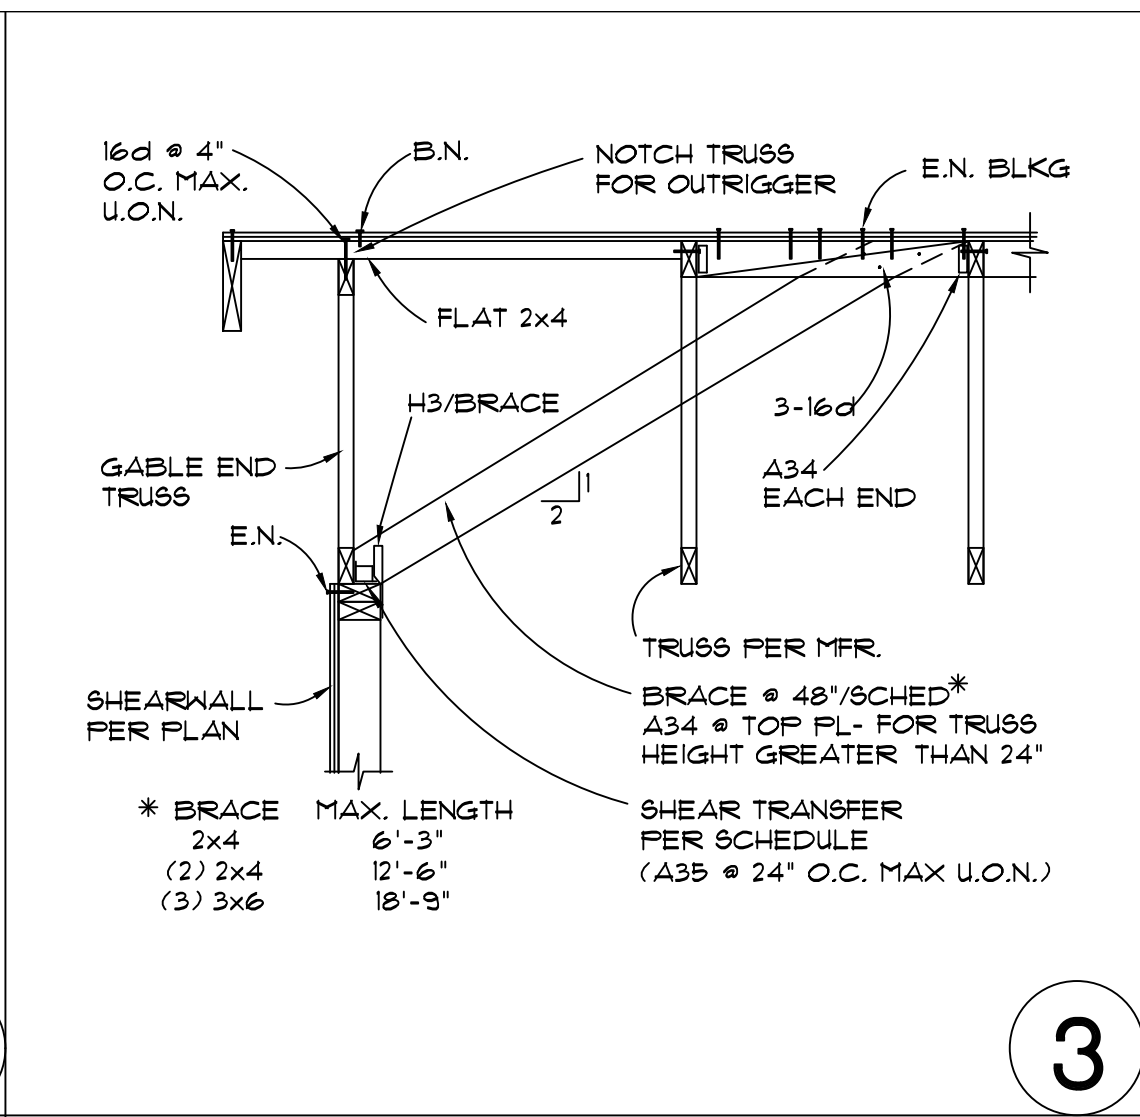 16d @ 4"
O.C. MAX.
U.O.N.
B.N.
NOTCH TRUSS
FOR OUTRIGGER
E.N. BLKG
FLAT 2x4
H3/BRACE
3-16d
GABLE END
TRUSS
A34
EACH END
1
2
E.N.
TRUSS PER MFR.
SHEARWALL
PER PLAN
BRACE @ 48"/SCHED*
A34 @ TOP PL- FOR TRUSS
HEIGHT GREATER THAN 24"
* BRACE MAX. LENGTH
2x4 6'-3"
(2) 2x4 12'-6"
(3) 3x6 18'-9"
SHEAR TRANSFER
PER SCHEDULE
(A35 @ 24" O.C. MAX U.O.N.)
3